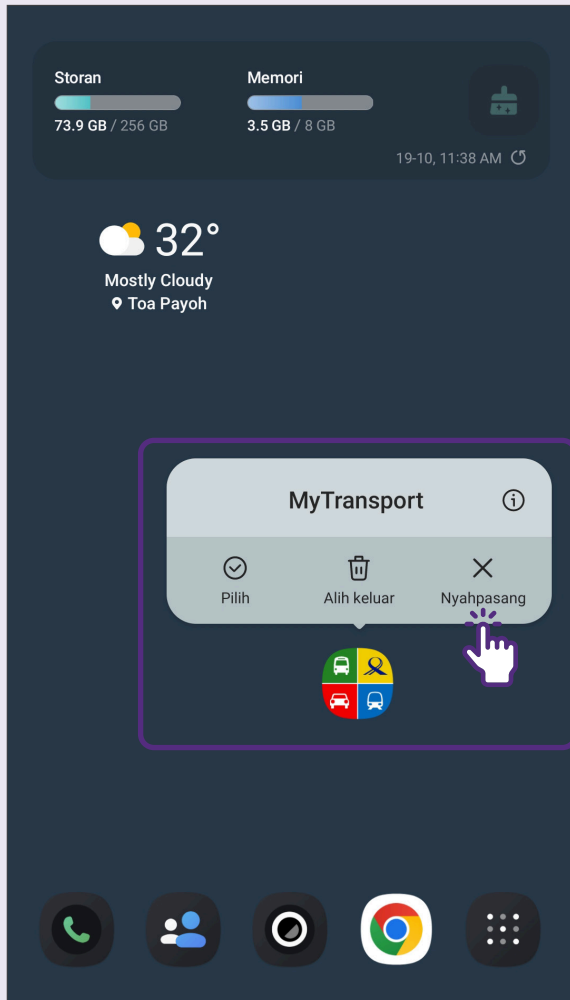 Storan
Memori
73.9 GB / 256 GB
3.5 GB / 8 GB
19-10, 11:38 AM
32°
Mostly Cloudy
Toa Payoh
MyTransport
Pilih
Alih keluar
Nyahpasang